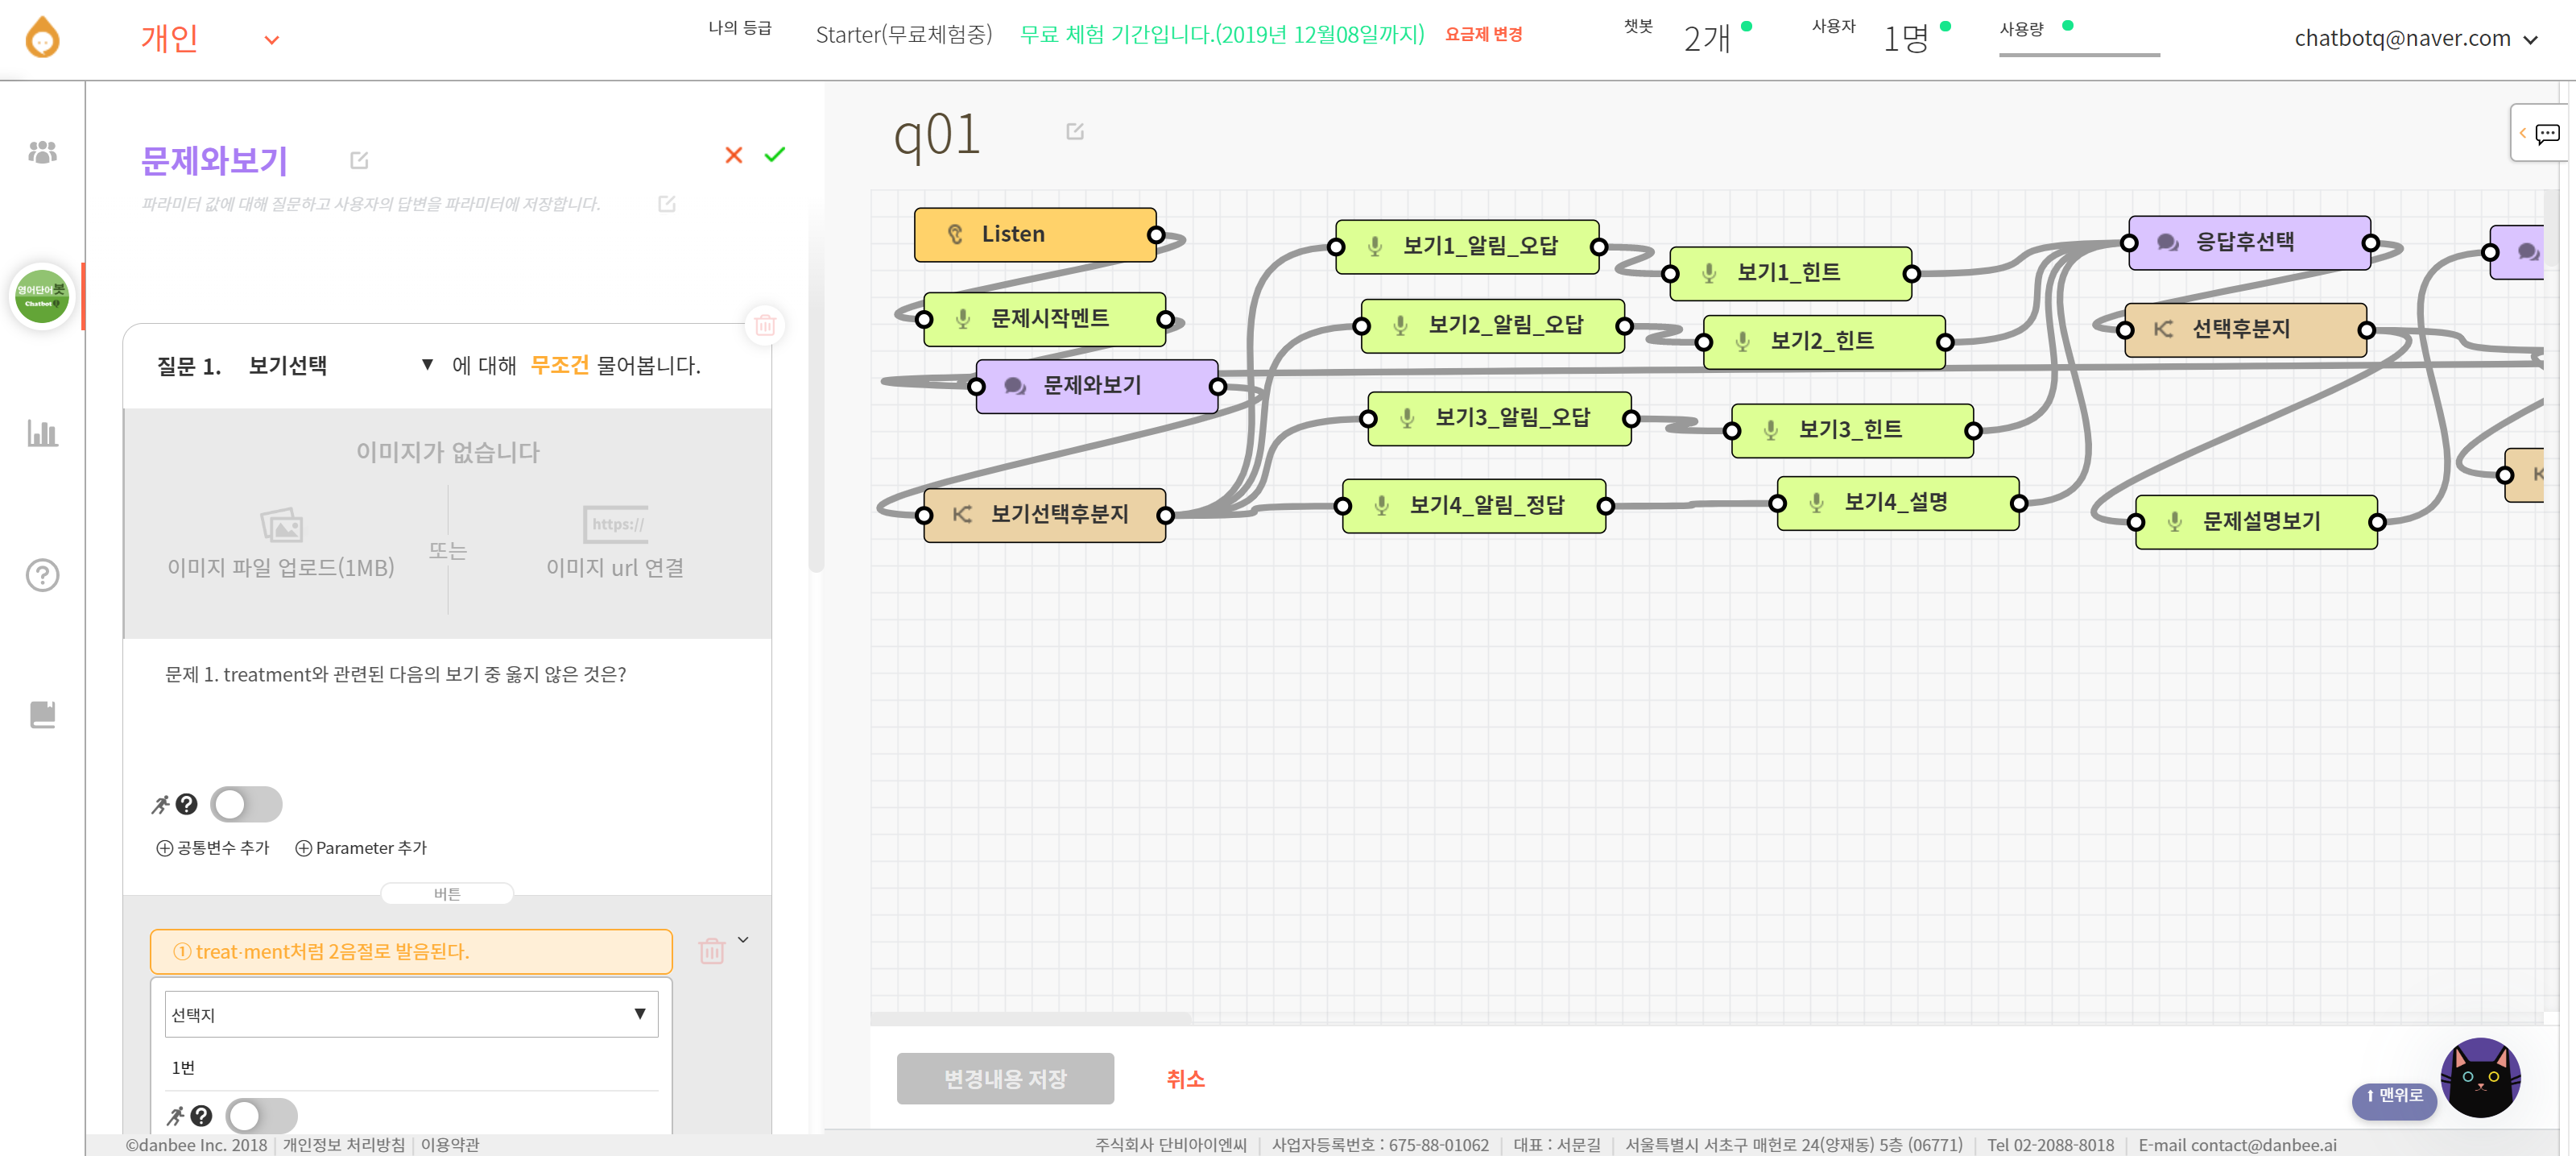 개인
나의 등급
Starter(무료체험중)
무료 체험 기간입니다.(2019년 12월08일까지)
요금제 변경
챗봇
2개
사용자
1명
사용량
chatbotq@naver.com
영어단어봇
Chatbot
문제와보기
파라미터 값에 대해 질문하고 사용자의 답변을 파라미터에 저장합니다.
질문 1. 보기선택 ▼ 에 대해 무조건 물어봅니다.
이미지가 없습니다
https://
이미지 파일 업로드(1MB)
또는
이미지 url 연결
문제 1. treatment와 관련된 다음의 보기 중 옳지 않은 것은?
공통변수 추가
Parameter 추가
버튼
① treat·ment처럼 2음절로 발음된다.
선택지 ▼
1번
q01
Listen
문제시작멘트
문제와보기
보기선택후분지
보기1_알림_오답
보기2_알림_오답
보기3_알림_오답
보기4_알림_정답
보기1_힌트
보기2_힌트
보기3_힌트
보기4_설명
응답후선택
선택후분지
문제설명보기
변경내용 저장
취소
맨위로
©danbee Inc. 2018 | 개인정보 처리방침 | 이용약관
주식회사 단비아이엔씨 | 사업자등록번호 : 675-88-01062 | 대표 : 서문길 | 서울특별시 서초구 매헌로 24(양재동) 5층 (06771) | Tel 02-2088-8018 | E-mail contact@danbee.ai